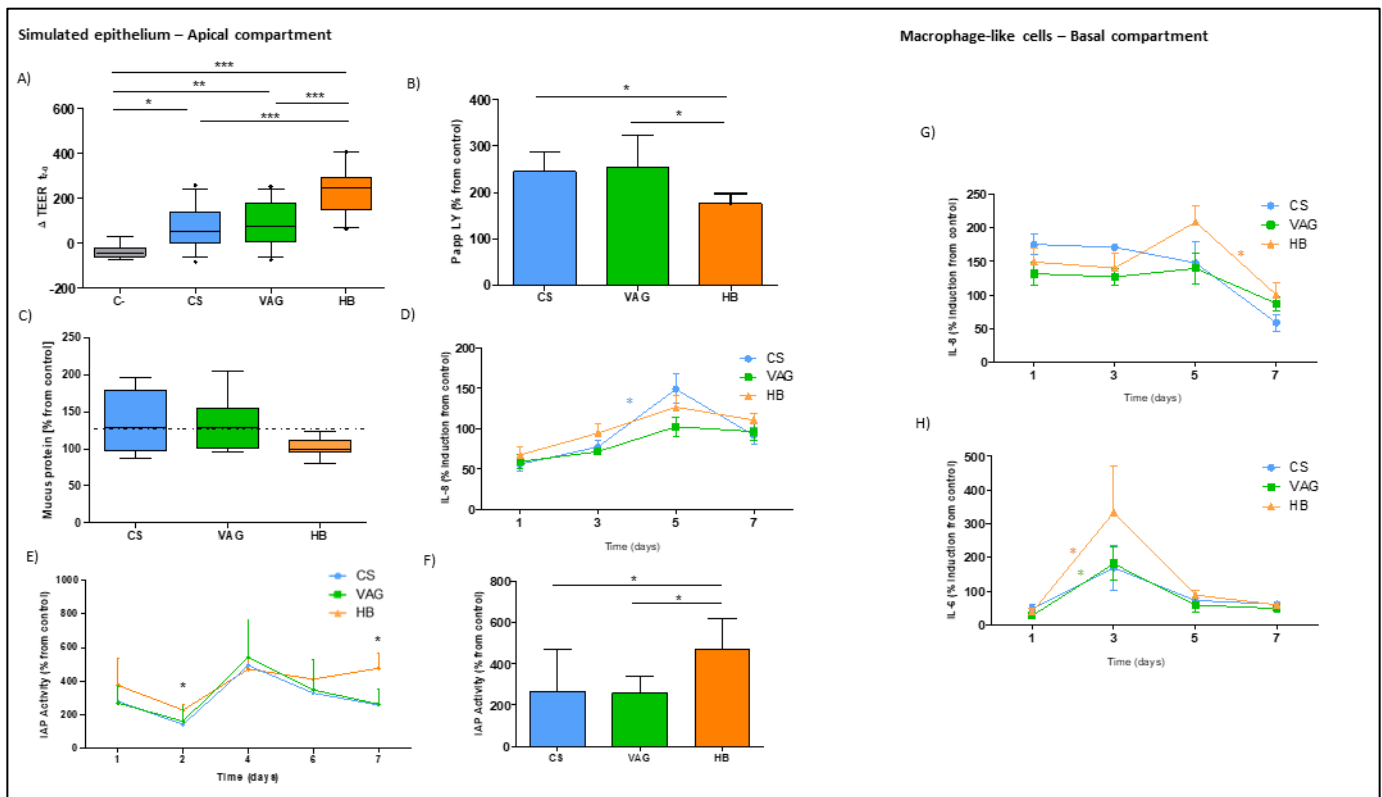 Simulated epithelium – Apical compartment
Macrophage-like cells – Basal compartment
A)
***
**
***
*
***
Δ TEER t₇-₀
600
400
200
0
-200
C-
CS
VAG
HB
B)
*
*
Papp LY (% from control)
400
300
200
100
0
CS
VAG
HB
C)
Mucus protein [% from control]
250
200
150
100
50
0
CS
VAG
HB
D)
IL-8 (% induction from control)
200
150
100
50
0
*
CS
VAG
HB
1
3
5
7
Time (days)
E)
IAP Activity (% from control)
1000
800
600
400
200
0
*
*
CS
VAG
HB
1
2
4
6
7
Time (days)
F)
*
*
IAP Activity (% from control)
800
600
400
200
0
CS
VAG
HB
G)
IL-8 (% induction from control)
250
200
150
100
50
0
*
CS
VAG
HB
1
3
5
7
Time (days)
H)
IL-6 (% induction from control)
500
400
300
200
100
0
*
*
CS
VAG
HB
1
3
5
7
Time (days)